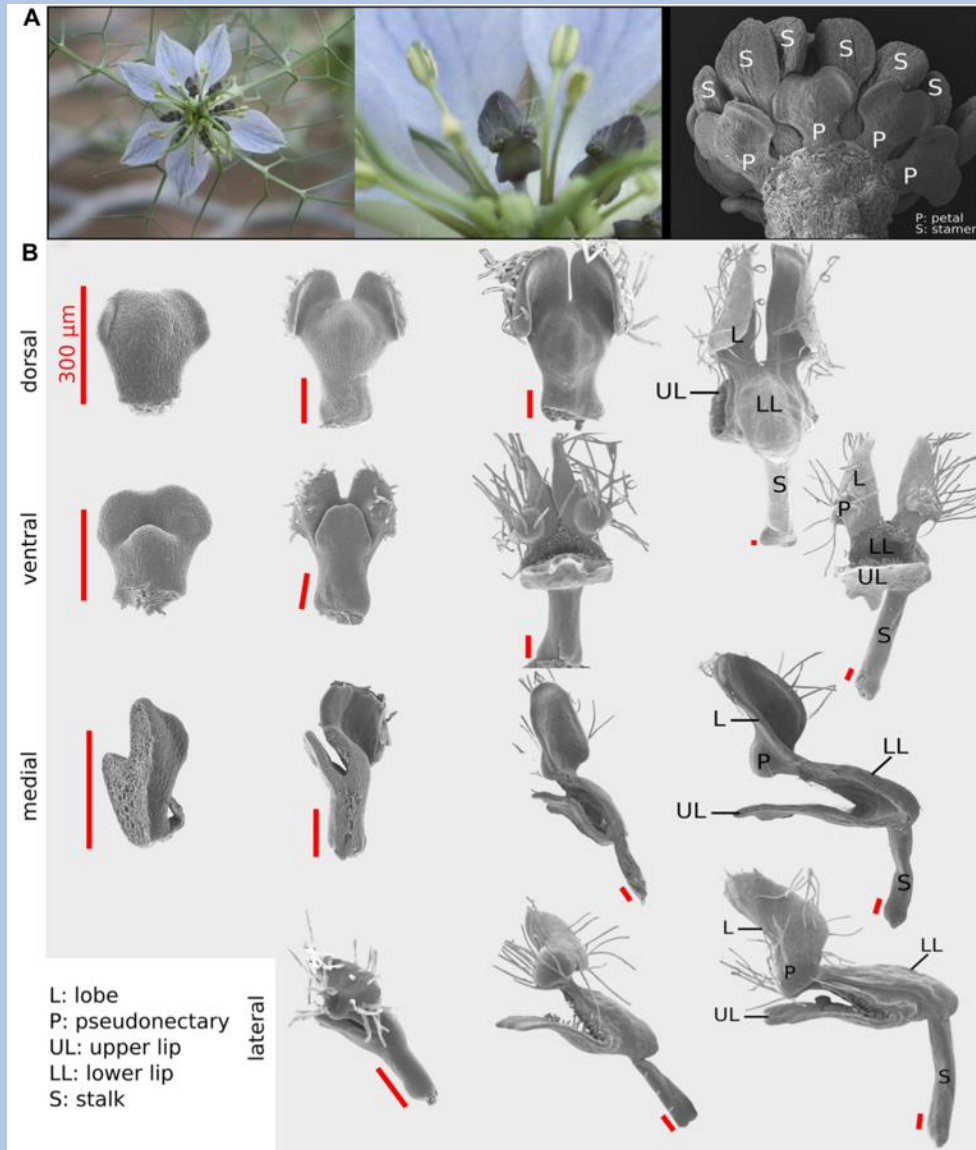 A
S
S
S
S
S
S
P
P
P
P
P: petal
S: stamen
B
dorsal
300 µm
L
UL
LL
S
ventral
L
P
LL
UL
S
medial
L
LL
P
UL
S
lateral
L
LL
P
UL
S
L: lobe
P: pseudonectary
UL: upper lip
LL: lower lip
S: stalk